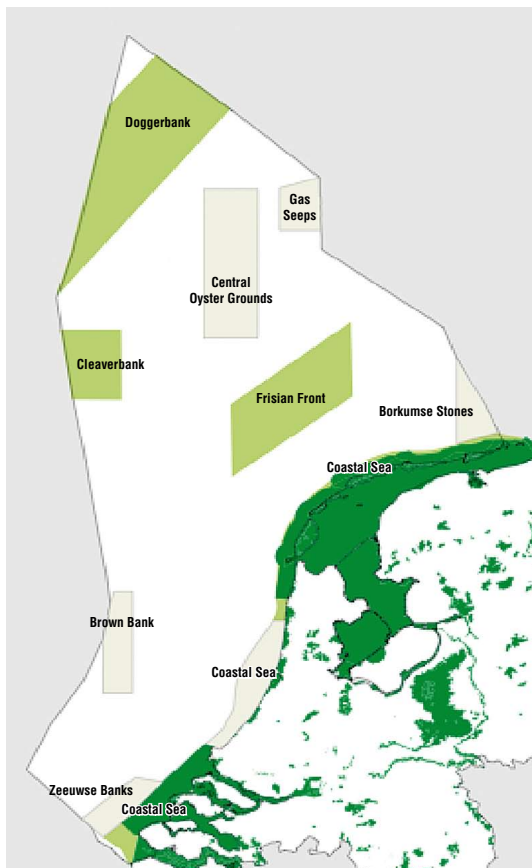 Doggerbank
Gas
Seeps
Central
Oyster Grounds
Cleaverbank
Frisian Front
Borkumse Stones
Coastal Sea
Brown Bank
Coastal Sea
Zeeuwse Banks
Coastal Sea